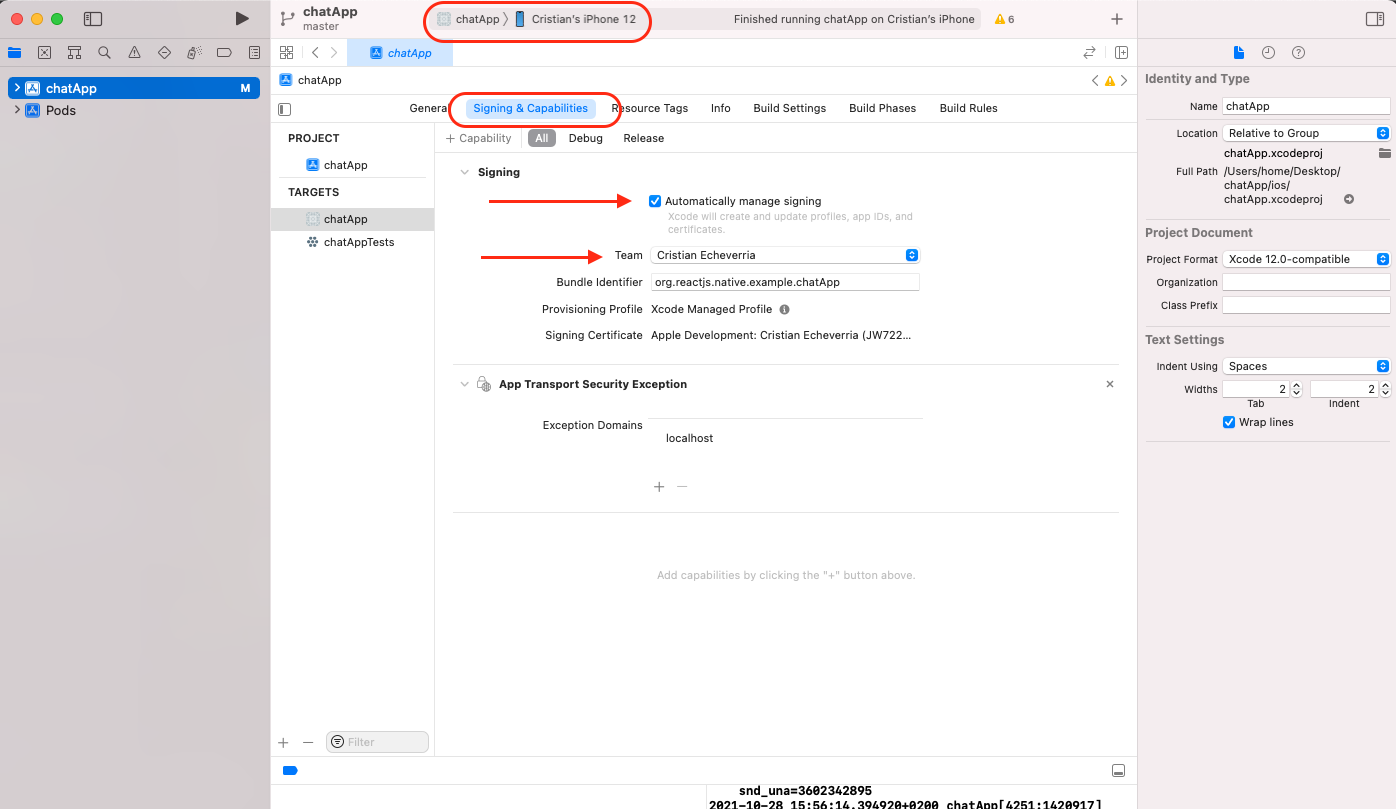 chatApp
master
chatApp
Cristian's iPhone 12
Finished running chatApp on Cristian's iPhone
6
chatApp
chatApp
M
Pods
chatApp
General
Signing & Capabilities
Resource Tags
Info
Build Settings
Build Phases
Build Rules
PROJECT
chatApp
TARGETS
chatApp
chatAppTests
Filter
+ Capability
All
Debug
Release
Signing
Automatically manage signing
Xcode will create and update profiles, app IDs, and
certificates.
Team
Cristian Echeverria
Bundle Identifier
org.reactjs.native.example.chatApp
Provisioning Profile
Xcode Managed Profile
Signing Certificate
Apple Development: Cristian Echeverria (JW722...
App Transport Security Exception
Exception Domains
localhost
Add capabilities by clicking the "+" button above.
snd_una=3602342895
2021-10-28 15:56:14.394920+0200 chatApp[4251:1420917]
Identity and Type
Name
chatApp
Location
Relative to Group
chatApp.xcodeproj
Full Path
/Users/home/Desktop/
chatApp/ios/
chatApp.xcodeproj
Project Document
Project Format
Xcode 12.0-compatible
Organization
Class Prefix
Text Settings
Indent Using
Spaces
Widths
2
2
Tab
Indent
Wrap lines